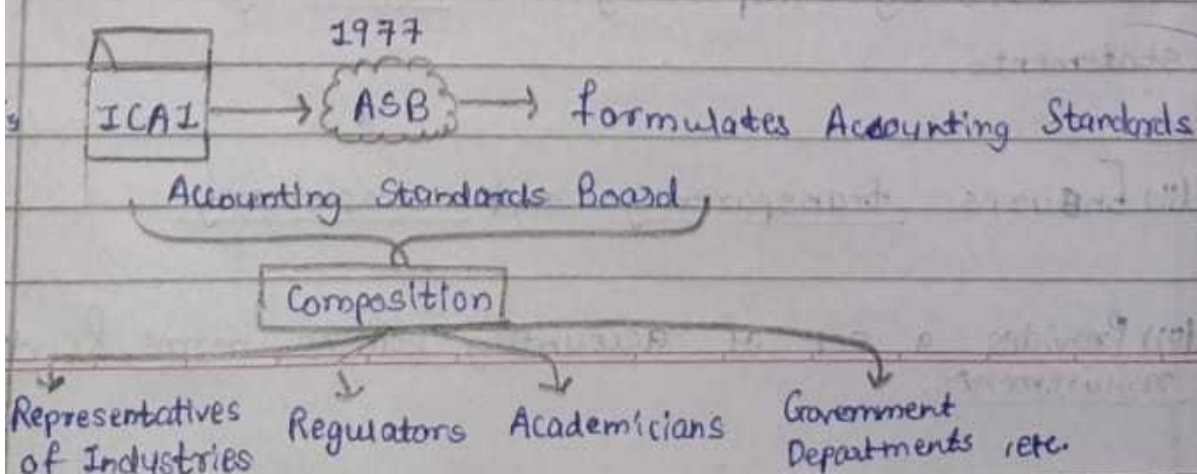 1977
ICAI → ASB → formulates Accounting Standards
Accounting Standards Board
Composition
Representatives of Industries
Regulators
Academicians
Government Departments, etc.